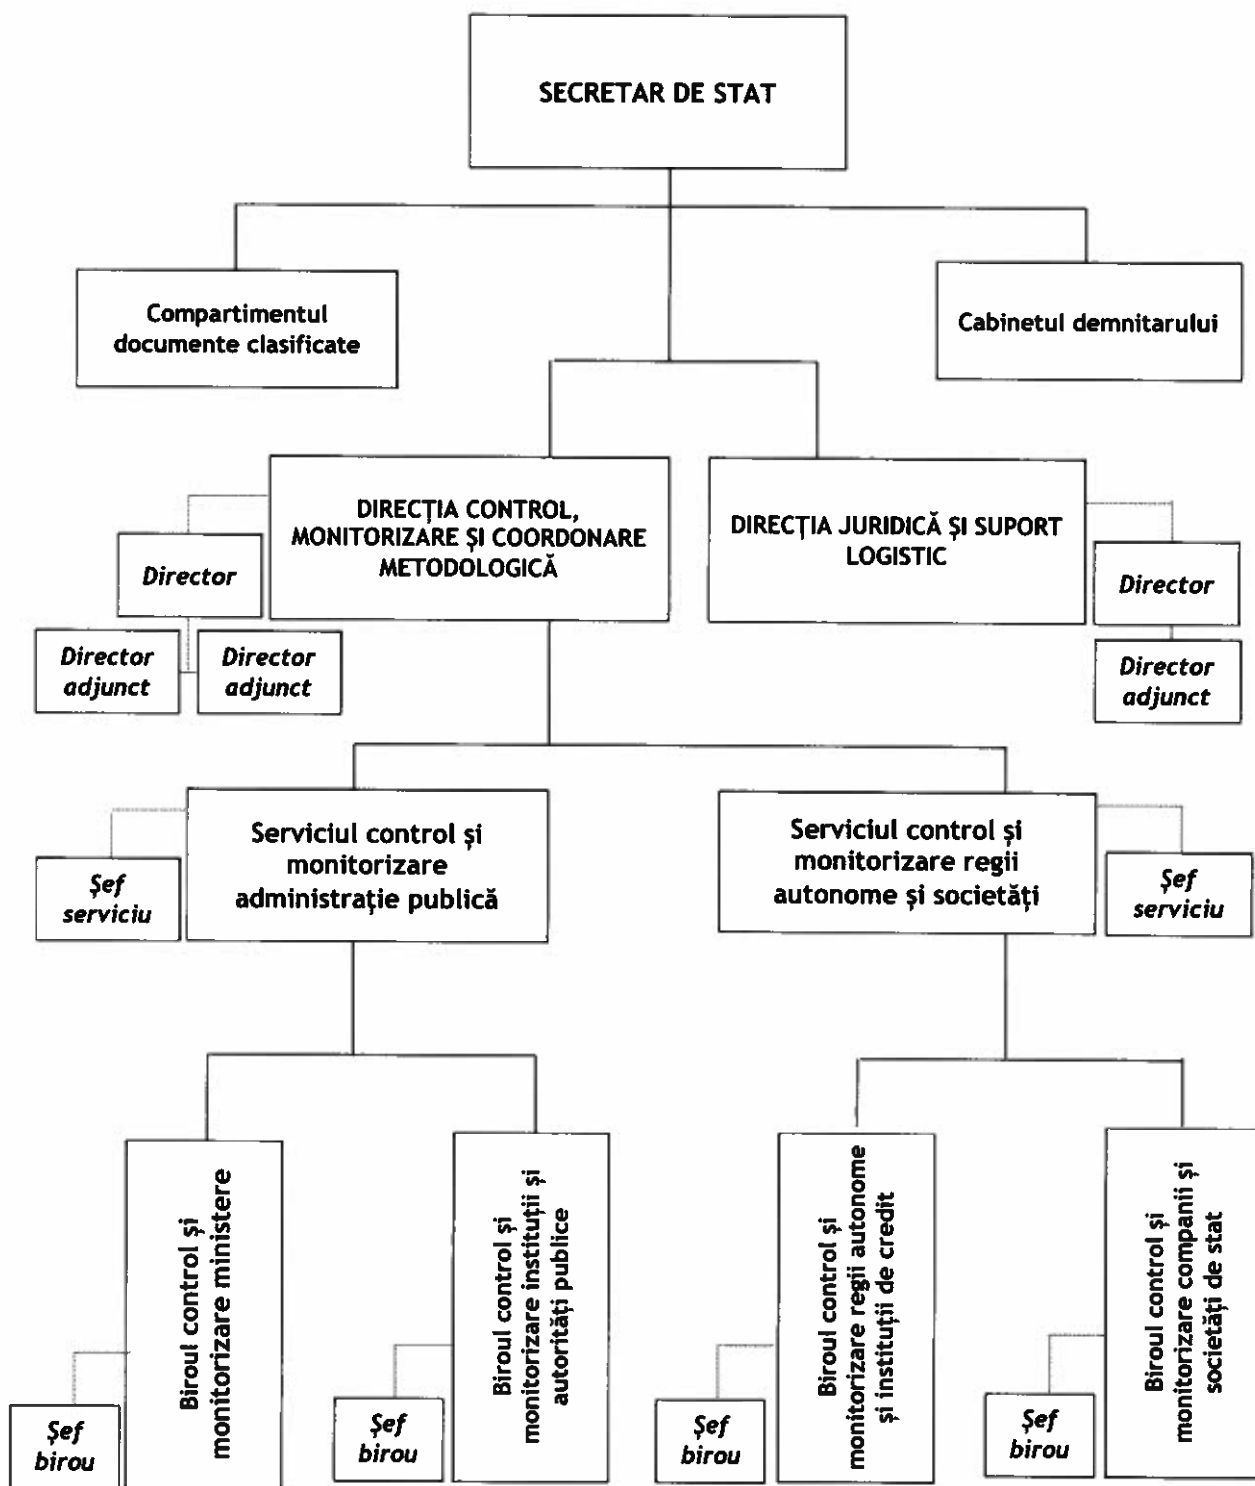 SECRETAR DE STAT
Compartimentul
documente clasificate
Cabinetul demnitarului
DIRECȚIA CONTROL,
MONITORIZARE ȘI COORDONARE
METODOLOGICĂ
DIRECȚIA JURIDICĂ ȘI SUPORT
LOGISTIC
Director
Director
adjunct
Director
adjunct
Director
Director
adjunct
Serviciul control și
monitorizare
administrație publică
Șef
serviciu
Serviciul control și
monitorizare regii
autonome și societăți
Șef
serviciu
Biroul control și
monitorizare ministere
Șef
birou
Biroul control și
monitorizare instituții și
autorități publice
Șef
birou
Biroul control și
monitorizare regii autonome
și instituții de credit
Șef
birou
Biroul control și
monitorizare companii și
societăți de stat
Șef
birou